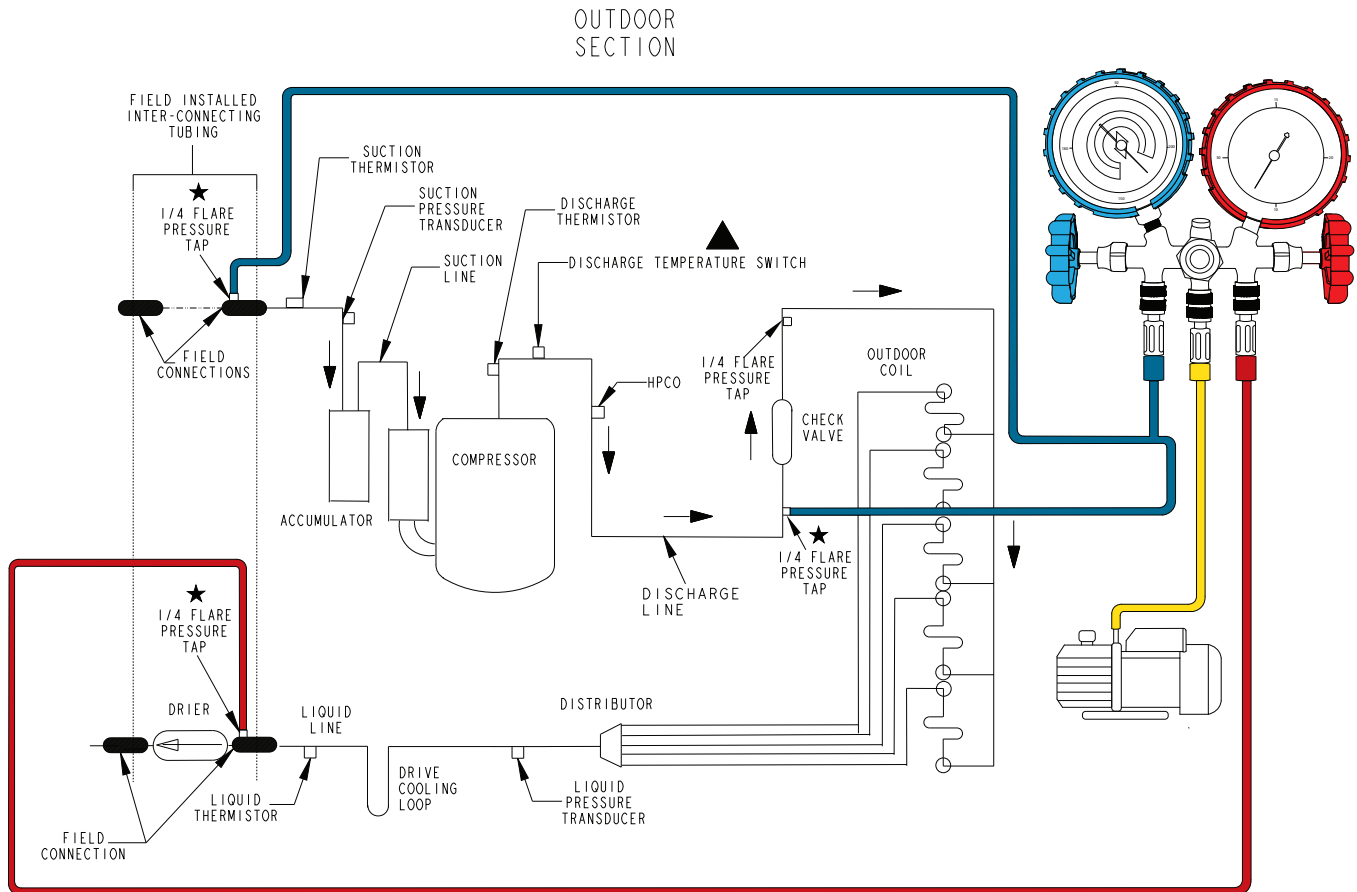 OUTDOOR
SECTION
FIELD INSTALLED
INTER-CONNECTING
TUBING
1/4 FLARE
PRESSURE
TAP
SUCTION
THERMISTOR
SUCTION
PRESSURE
TRANSDUCER
SUCTION
LINE
DISCHARGE
THERMISTOR
DISCHARGE TEMPERATURE SWITCH
FIELD
CONNECTIONS
HPCO
1/4 FLARE
PRESSURE
TAP
OUTDOOR
COIL
CHECK
VALVE
COMPRESSOR
ACCUMULATOR
1/4 FLARE
PRESSURE
TAP
DISCHARGE
LINE
1/4 FLARE
PRESSURE
TAP
DRIER
LIQUID
LINE
DISTRIBUTOR
DRIVE
COOLING
LOOP
LIQUID
THERMISTOR
LIQUID
PRESSURE
TRANSDUCER
FIELD
CONNECTION